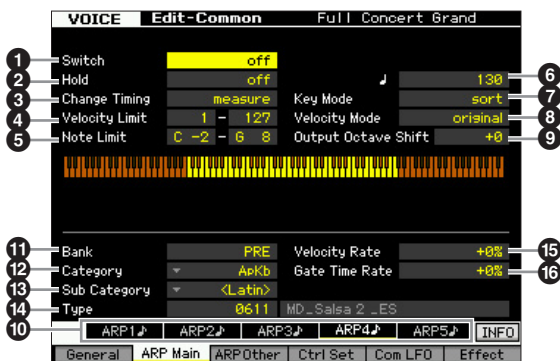 VOICE Edit-Common Full Concert Grand
1 Switch off
2 Hold off ♩ 130 6
3 Change Timing measure Key Mode sort 7
4 Velocity Limit 1 - 127 Velocity Mode original 8
5 Note Limit C -2 - G 8 Output Octave Shift +0 9
11 Bank PRE Velocity Rate +0% 15
12 Category ApKb Gate Time Rate +0% 16
13 Sub Category <Latin>
14 Type 0611 MD_Salsa 2 _ES
10 ARP1♪ ARP2♪ ARP3♪ ARP4♪ ARP5♪ INFO
General ARP Main ARP Other Ctrl Set Com LFO Effect